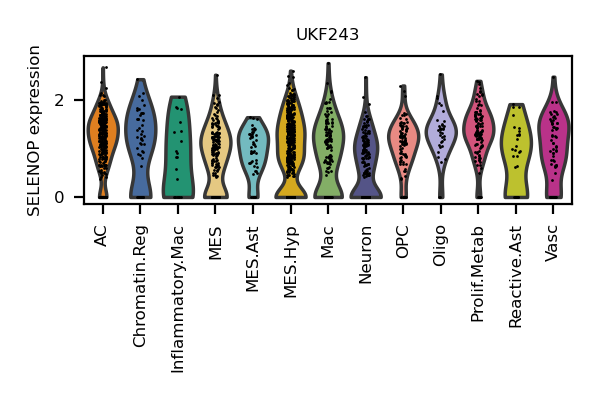 UKF243
SELENOP expression
2
0
AC
Chromatin.Reg
Inflammatory.Mac
MES
MES.Ast
MES.Hyp
Mac
Neuron
OPC
Oligo
Prolif.Metab
Reactive.Ast
Vasc